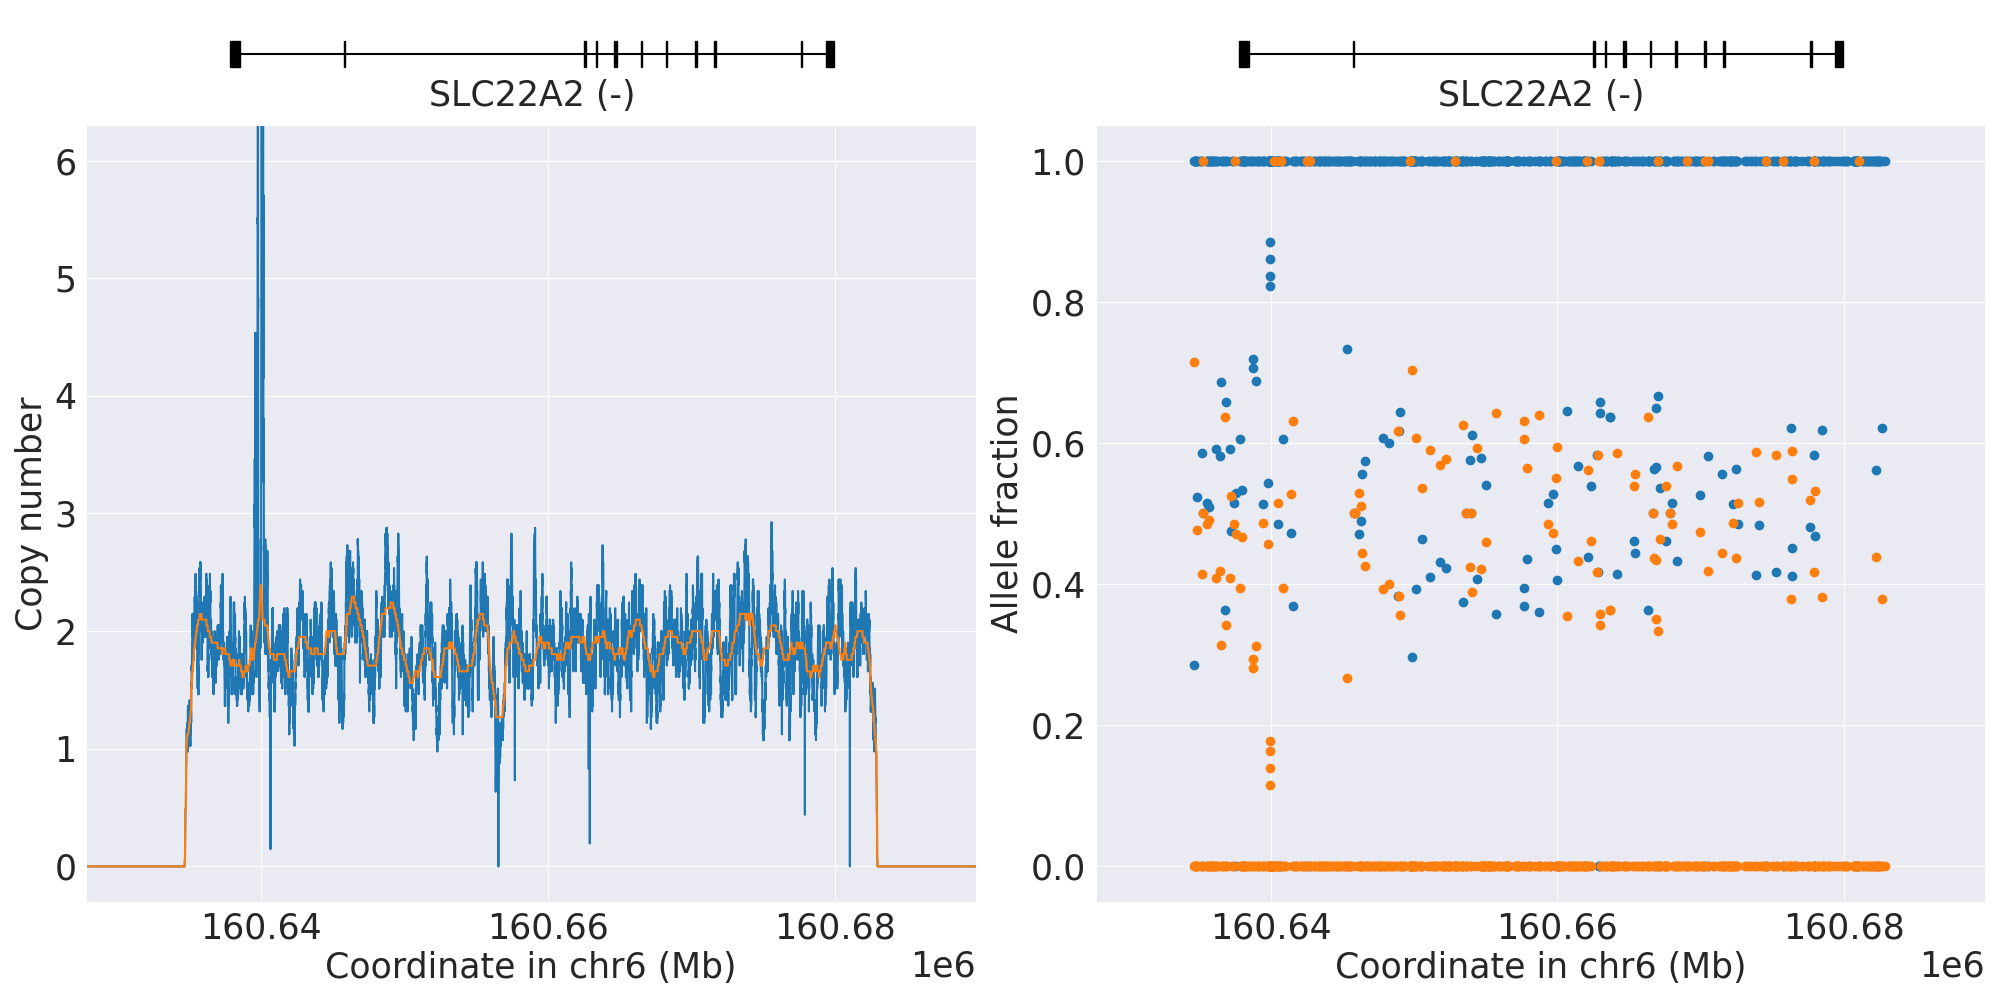 SLC22A2 (-)
6
5
4
3
2
1
0
Copy number
160.64
160.66
160.68
Coordinate in chr6 (Mb)
1e6
SLC22A2 (-)
1.0
0.8
0.6
0.4
0.2
0.0
Allele fraction
160.64
160.66
160.68
Coordinate in chr6 (Mb)
1e6